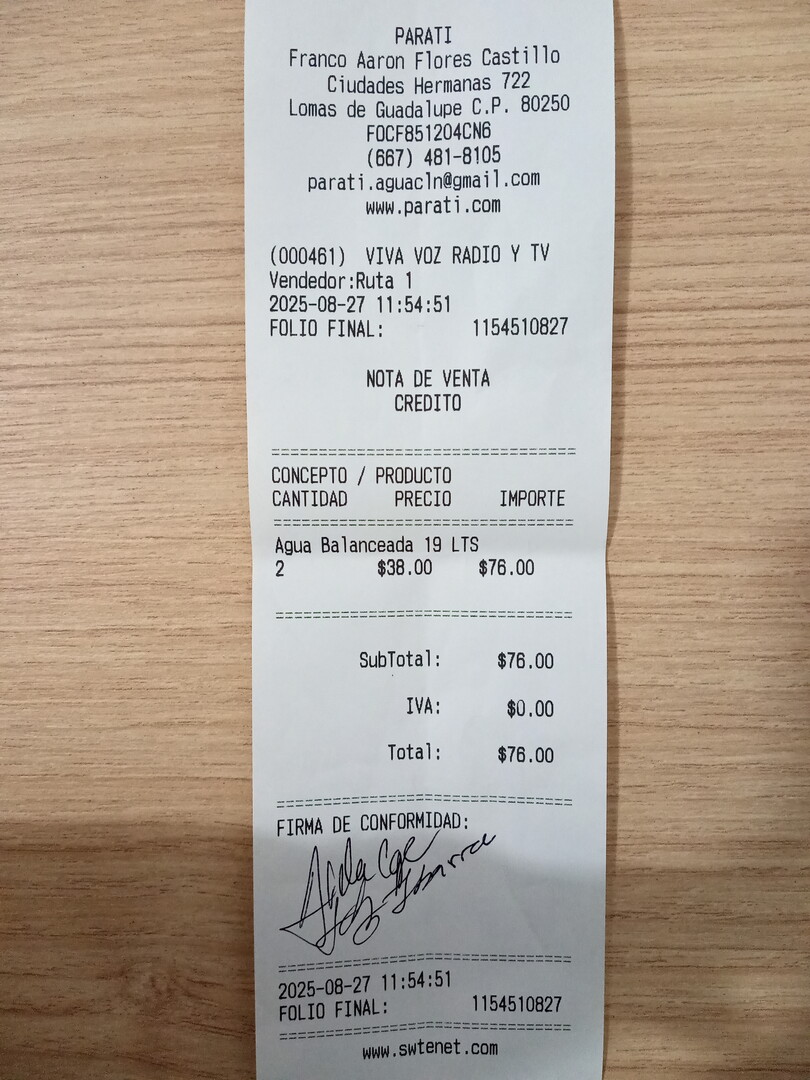 PARATI
Franco Aaron Flores Castillo
Ciudades Hermanas 722
Lomas de Guadalupe C.P. 80250
FOCF851204CN6
(667) 481-8105
parati.aguacln@gmail.com
www.parati.com
(000461) VIVA VOZ RADIO Y TV
Vendedor:Ruta 1
2025-08-27 11:54:51
FOLIO FINAL: 1154510827
NOTA DE VENTA
CREDITO
================================
CONCEPTO / PRODUCTO
CANTIDAD PRECIO IMPORTE
================================
Agua Balanceada 19 LTS
2 $38.00 $76.00
================================
SubTotal: $76.00
IVA: $0.00
Total: $76.00
================================
FIRMA DE CONFORMIDAD:
================================
2025-08-27 11:54:51
FOLIO FINAL: 1154510827
================================
www.swtenet.com